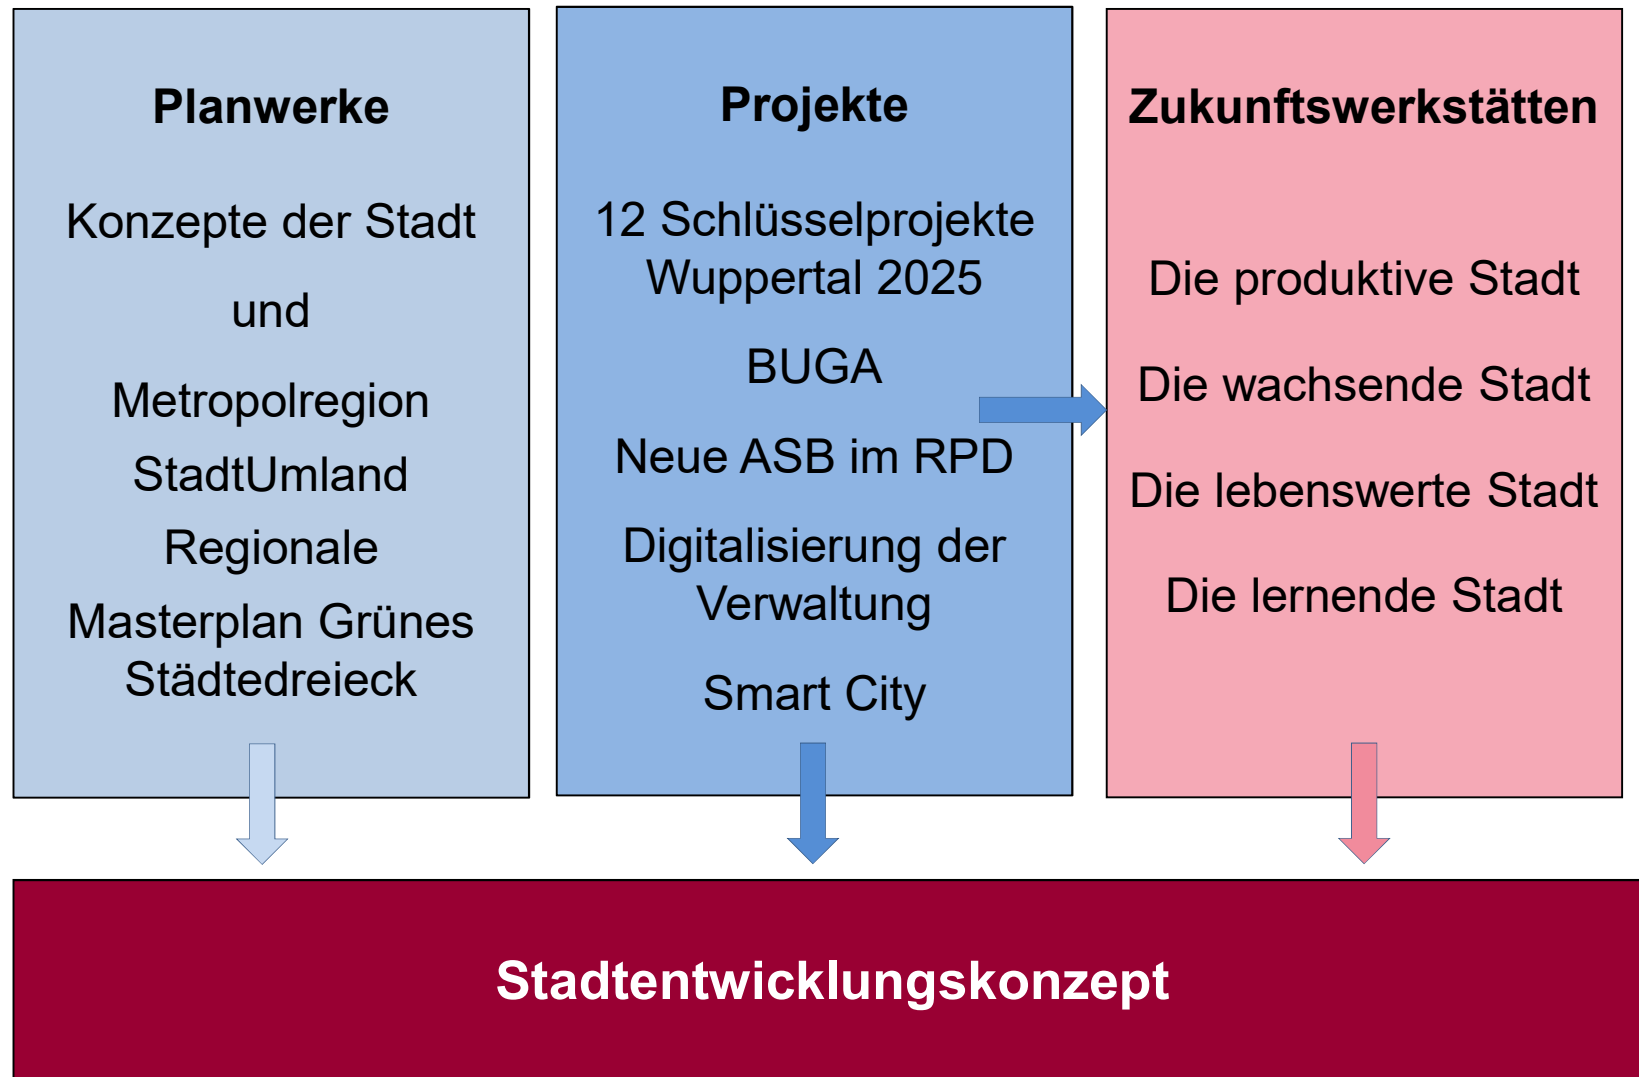 Planwerke
Konzepte der Stadt
und
Metropolregion
StadtUmland
Regionale
Masterplan Grünes
Städtedreieck
Projekte
12 Schlüsselprojekte
Wuppertal 2025
BUGA
Neue ASB im RPD
Digitalisierung der
Verwaltung
Smart City
Zukunftswerkstätten
Die produktive Stadt
Die wachsende Stadt
Die lebenswerte Stadt
Die lernende Stadt
Stadtentwicklungskonzept